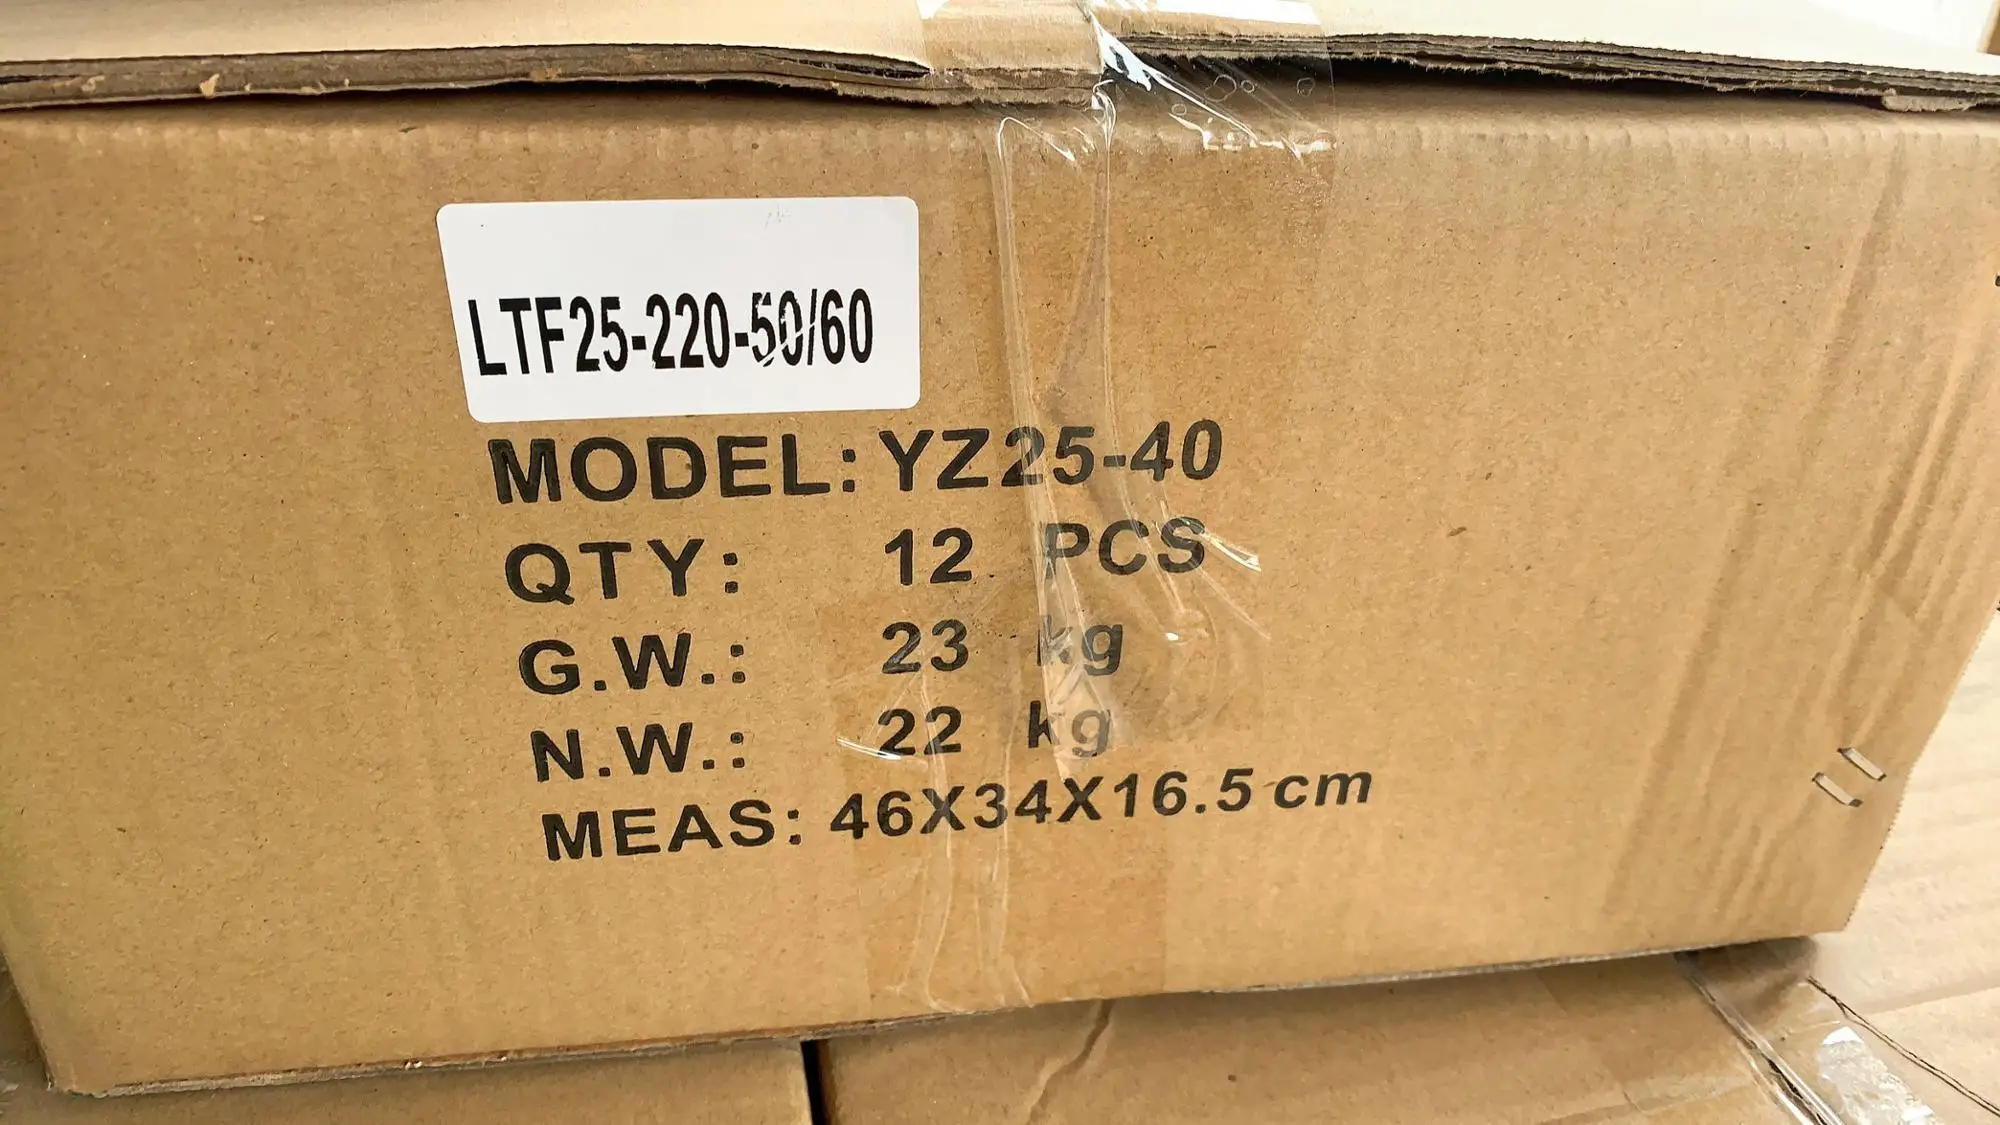 LTF25-220-50/60
MODEL: YZ25-40
QTY: 12 PCS
G.W.: 23 kg
N.W.: 22 kg
MEAS: 46X34X16.5 cm